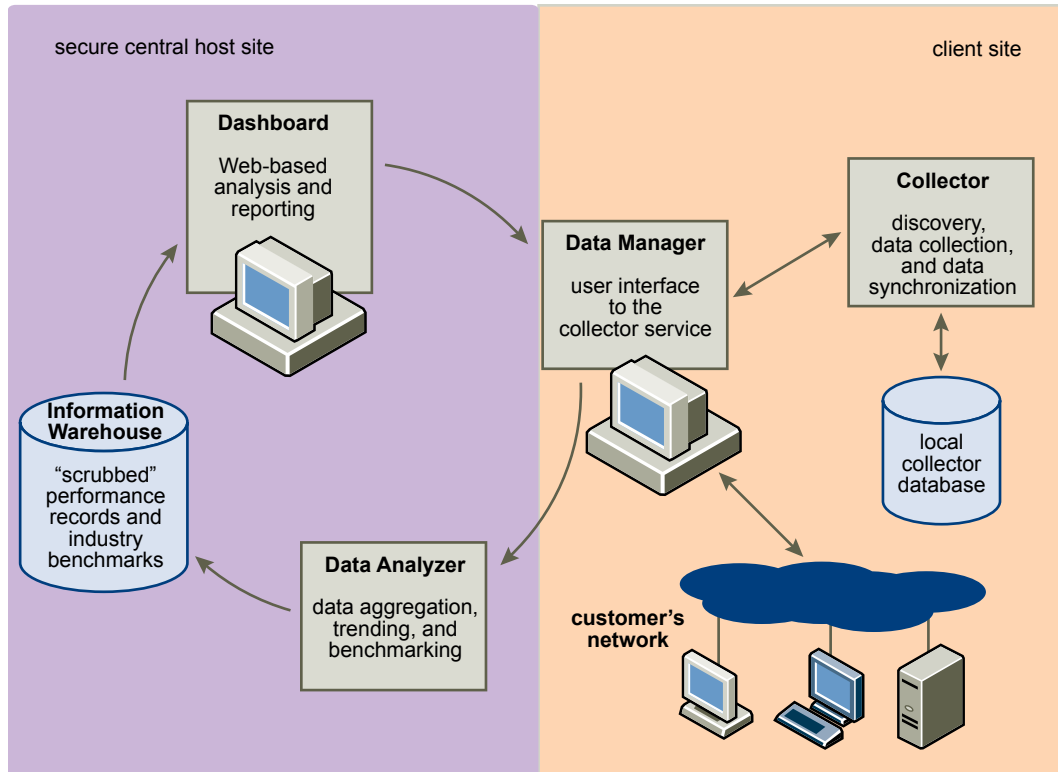 secure central host site
client site
Dashboard
Web-based
analysis and
reporting
Data Manager
user interface
to the
collector service
Collector
discovery,
data collection,
and data
synchronization
Information
Warehouse
“scrubbed”
performance
records and
industry
benchmarks
local
collector
database
Data Analyzer
data aggregation,
trending, and
benchmarking
customer’s
network